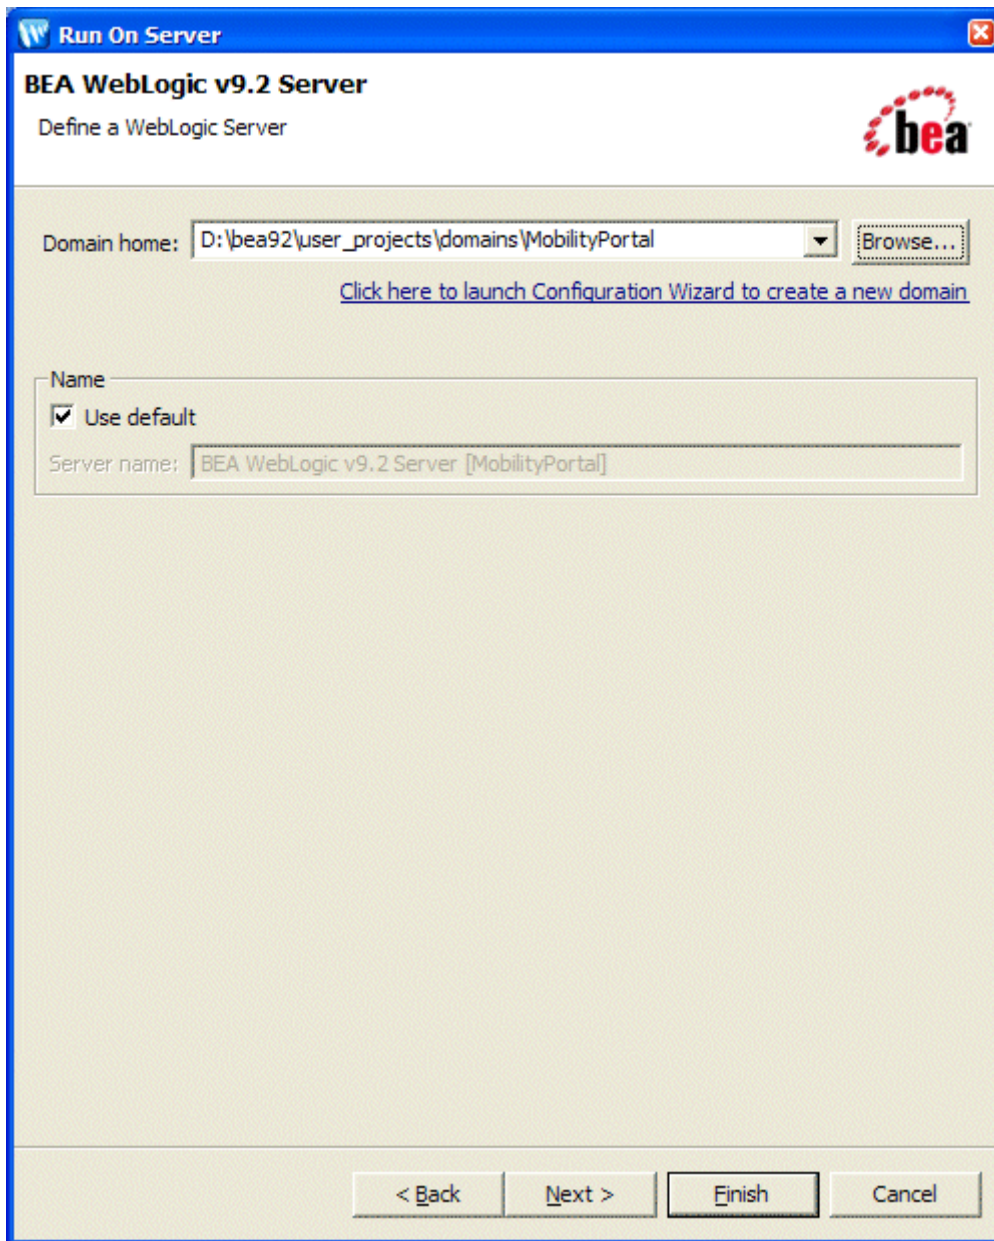 Run On Server
BEA WebLogic v9.2 Server
Define a WebLogic Server
bea
Domain home: D:\bea92\user_projects\domains\MobilityPortal Browse...
Click here to launch Configuration Wizard to create a new domain
Name
Use default
Server name: BEA WebLogic v9.2 Server [MobilityPortal]
< Back Next > Finish Cancel